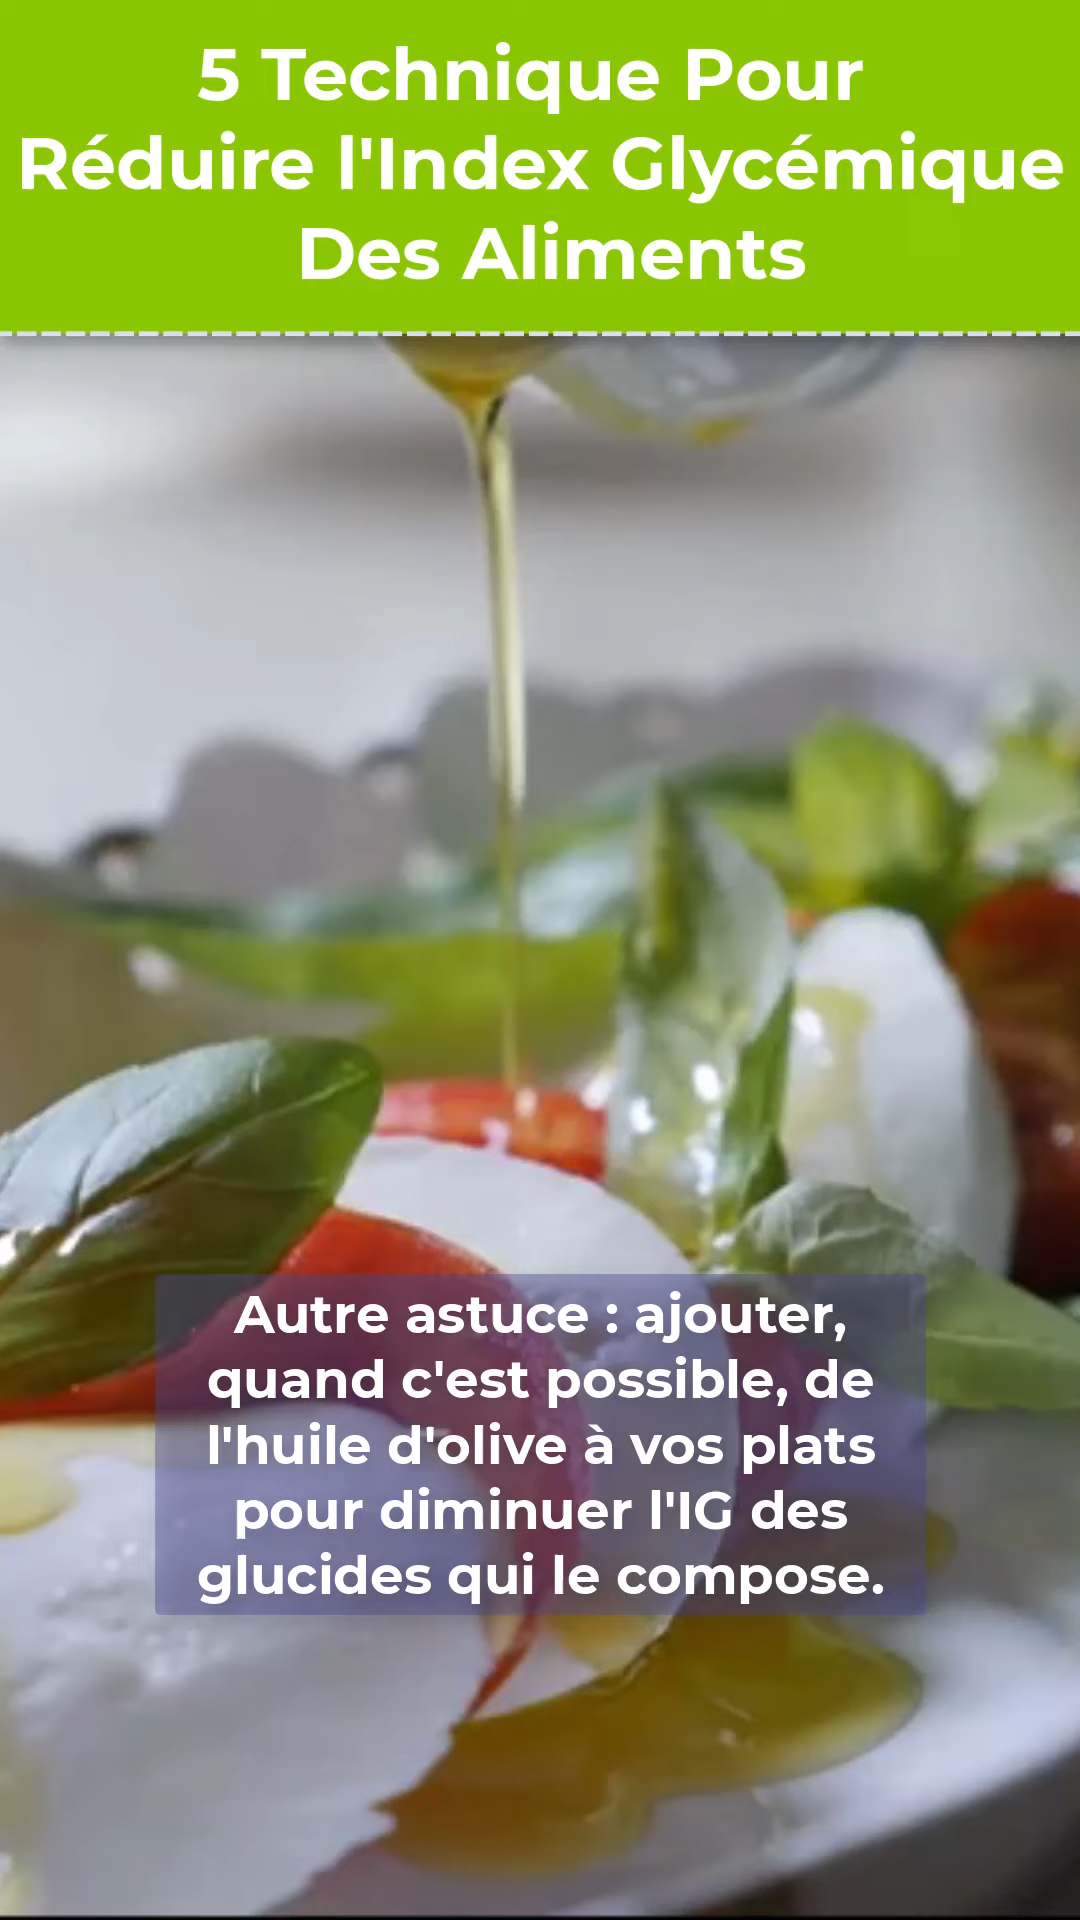 5 Technique Pour
Réduire l'Index Glycémique
Des Aliments
Autre astuce : ajouter,
quand c'est possible, de
l'huile d'olive à vos plats
pour diminuer l'IG des
glucides qui le compose.